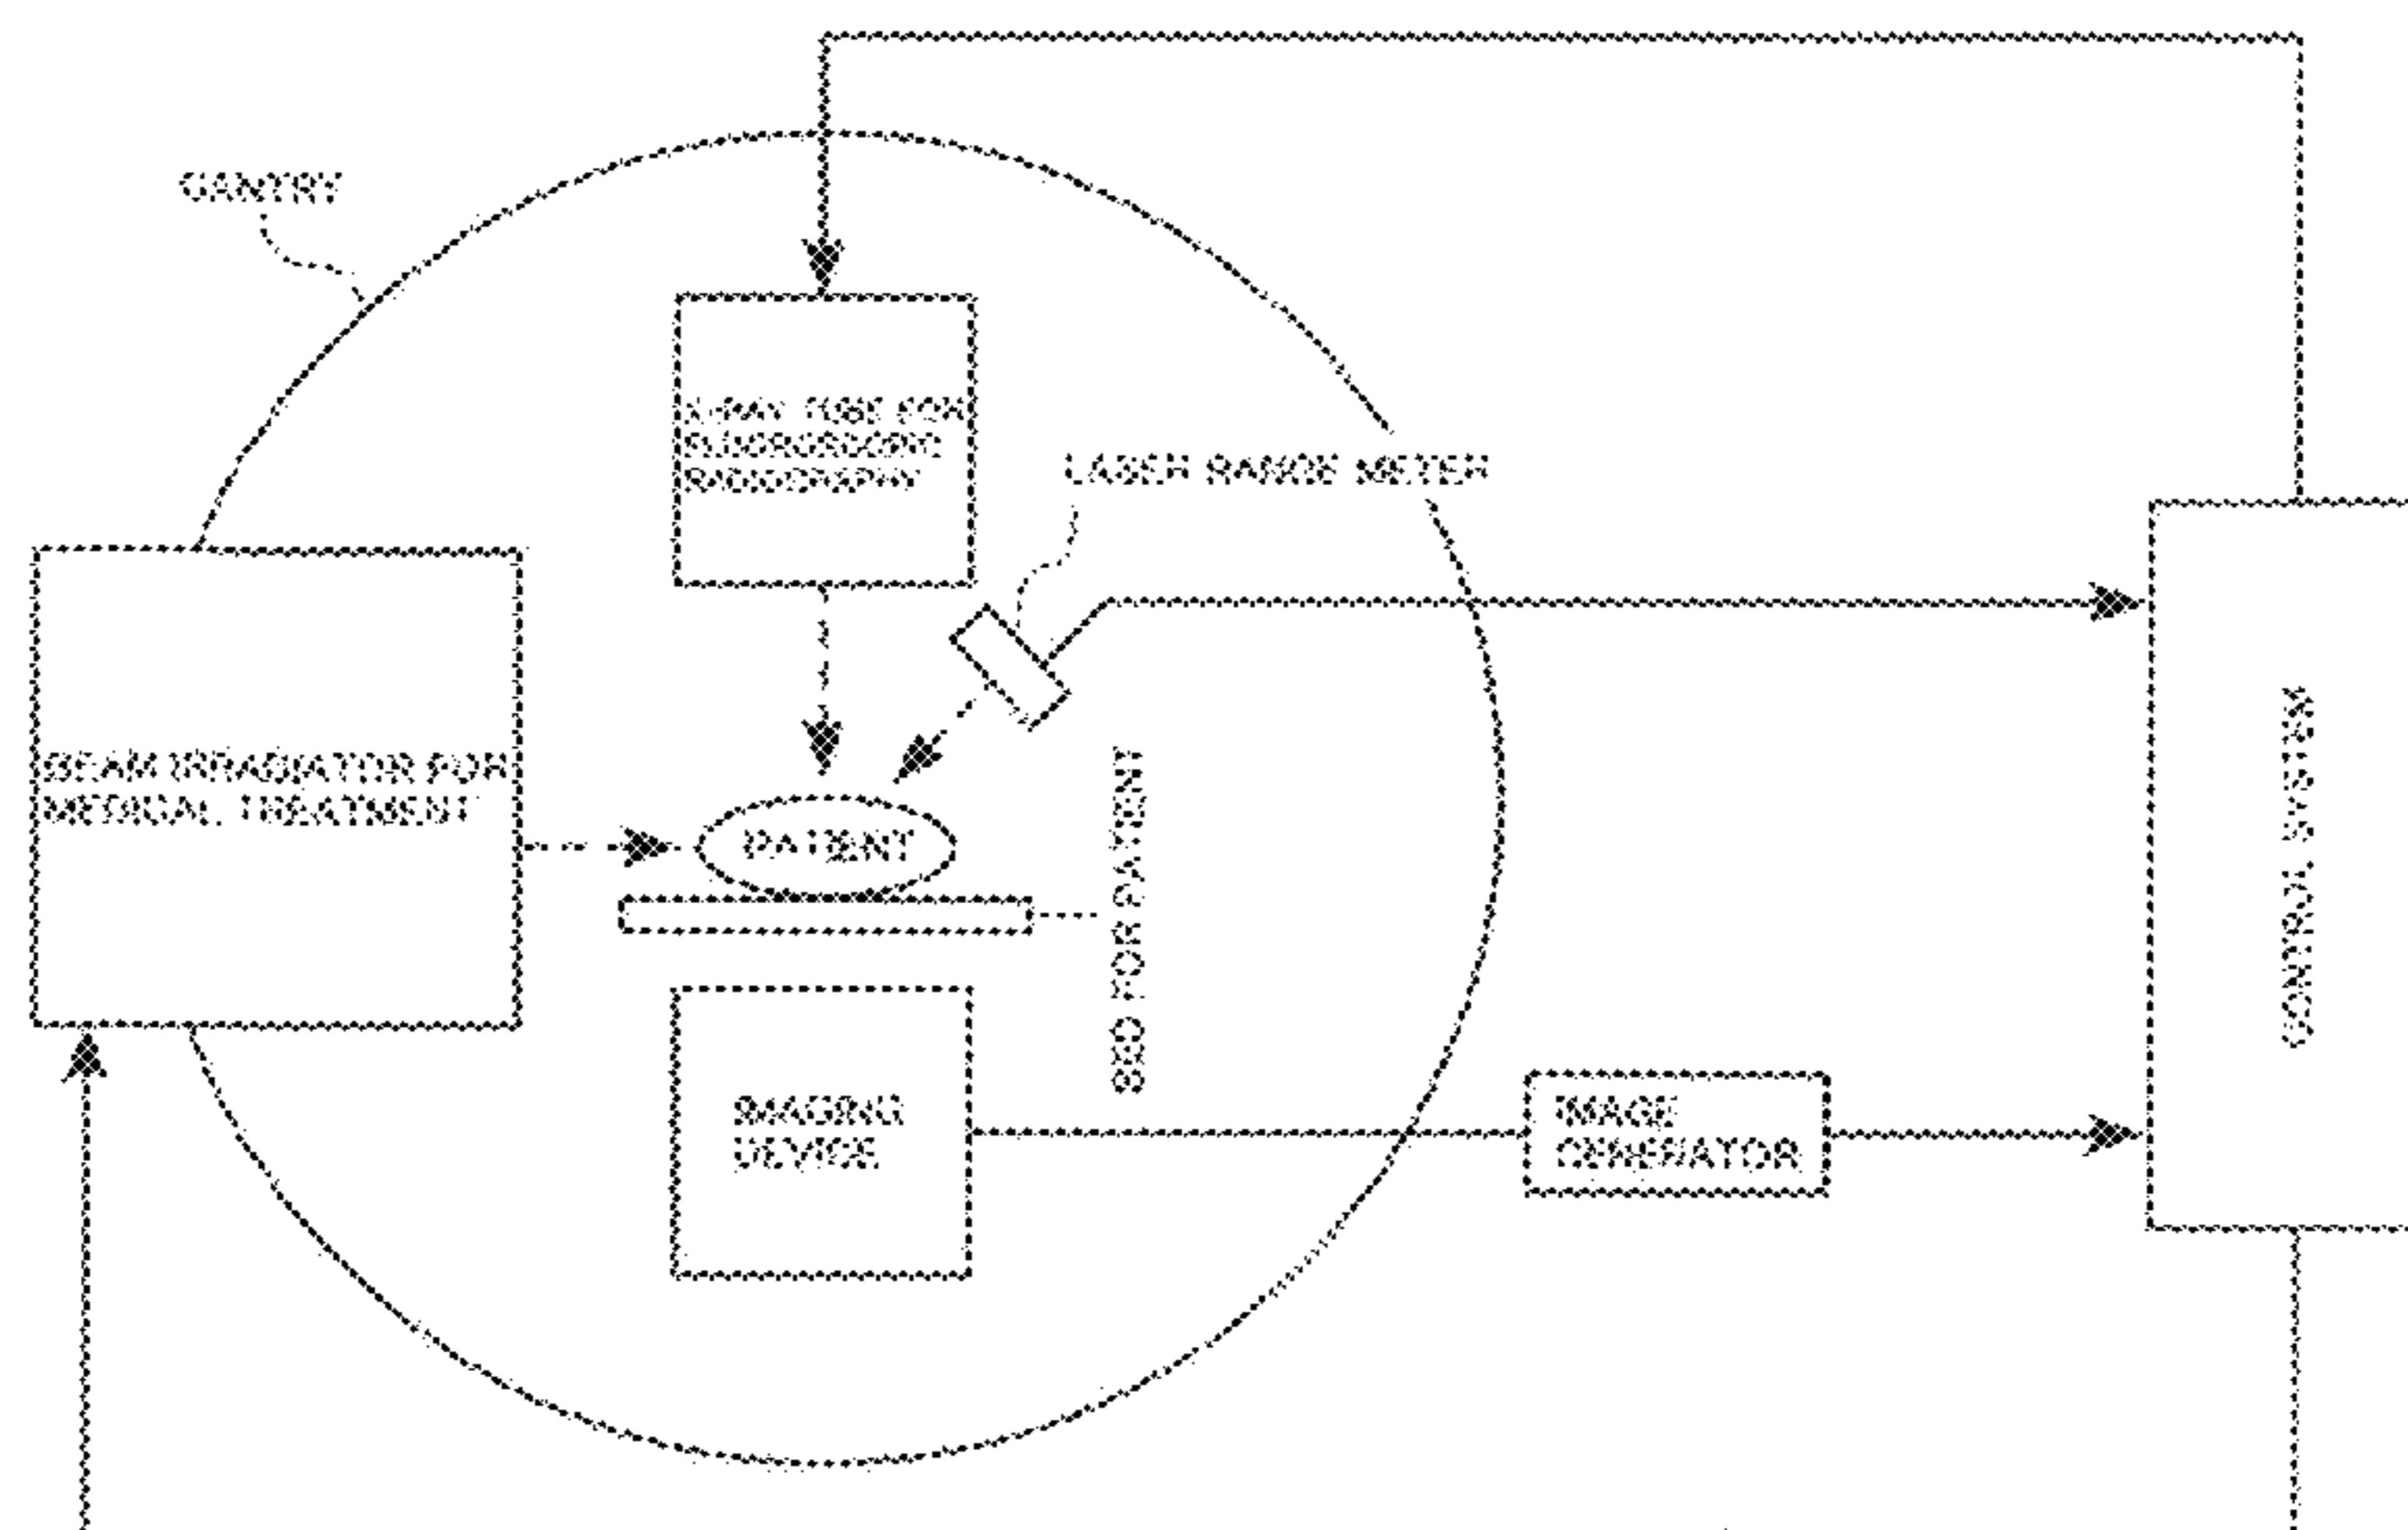 GANTRY
X-RAY TUBE FOR
FLUOROSCOPIC
RADIOGRAPHY
LASER RANGE METER
BEAM IRRADIATOR FOR
MEDICAL TREATMENT
PATIENT
BED FOR PATIENT
IMAGING
DEVICE
IMAGE
GENERATOR
CONTROL SYSTEM